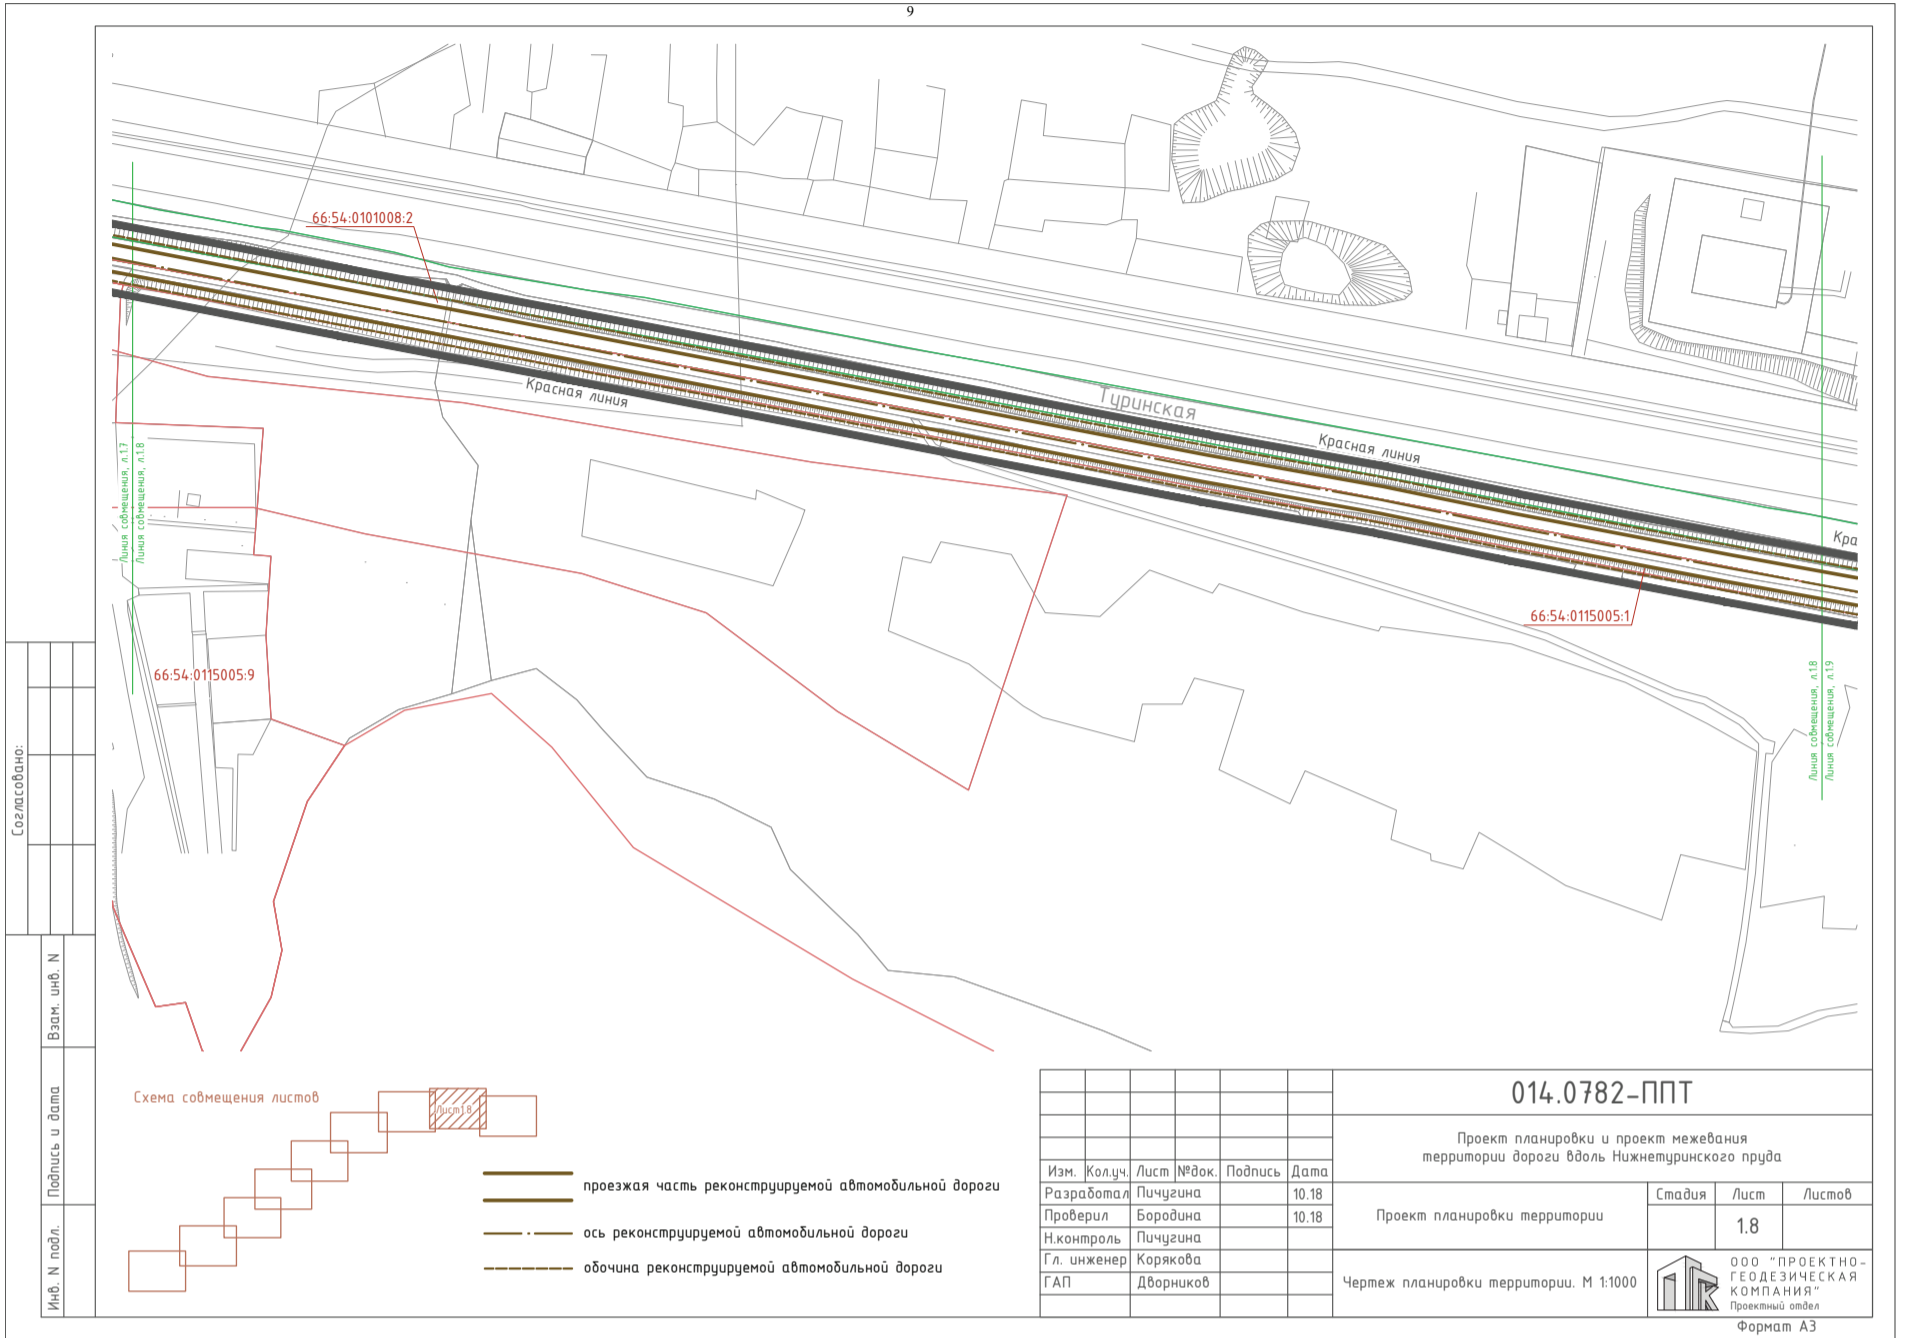 9
66:54:0101008:2
Красная линия
Туринская
Красная линия
Кра
Линия совмещения, л.1.7
Линия совмещения, л.1.8
66:54:0115005:1
66:54:0115005:9
Линия совмещения, л.1.8
Линия совмещения, л.1.9
Согласовано:
Взам. инв. N
Подпись и дата
Инв. N подл.
Схема совмещения листов
Лист1.8
проезжая часть реконструируемой автомобильной дороги
ось реконструируемой автомобильной дороги
обочина реконструируемой автомобильной дороги
014.0782-ППТ
Проект планировки и проект межевания
территории дороги вдоль Нижнетуринского пруда
Изм. Кол.уч. Лист №док. Подпись Дата
Разработал Пичугина 10.18
Проверил Бородина 10.18
Н.контроль Пичугина
Гл. инженер Корякова
ГАП Дворников
Проект планировки территории
Стадия Лист Листов
1.8
Чертеж планировки территории. М 1:1000
ООО "ПРОЕКТНО-
ГЕОДЕЗИЧЕСКАЯ
КОМПАНИЯ"
Проектный отдел
Формат А3